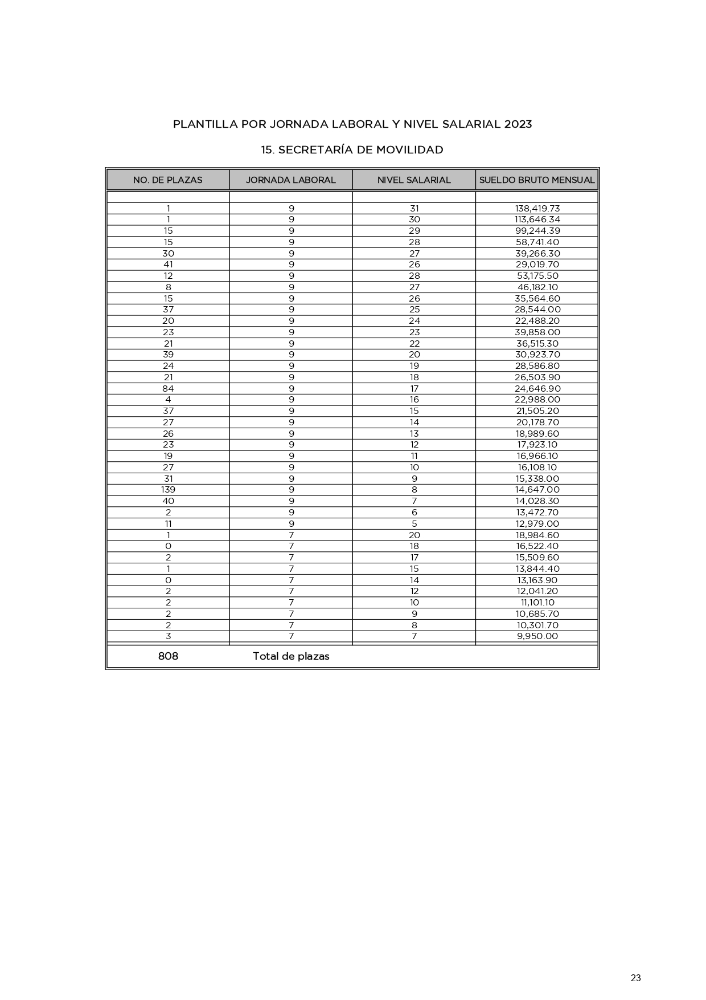 PLANTILLA POR JORNADA LABORAL Y NIVEL SALARIAL 2023
15. SECRETARÍA DE MOVILIDAD
NO. DE PLAZAS JORNADA LABORAL NIVEL SALARIAL SUELDO BRUTO MENSUAL
1 9 31 138,419.73
1 9 30 113,646.34
15 9 29 99,244.39
15 9 28 58,741.40
30 9 27 39,266.30
41 9 26 29,019.70
12 9 28 53,175.50
8 9 27 46,182.10
15 9 26 35,564.60
37 9 25 28,544.00
20 9 24 22,488.20
23 9 23 39,858.00
21 9 22 36,515.30
39 9 20 30,923.70
24 9 19 28,586.80
21 9 18 26,503.90
84 9 17 24,646.90
4 9 16 22,988.00
37 9 15 21,505.20
27 9 14 20,178.70
26 9 13 18,989.60
23 9 12 17,923.10
19 9 11 16,966.10
27 9 10 16,108.10
31 9 9 15,338.00
139 9 8 14,647.00
40 9 7 14,028.30
2 9 6 13,472.70
11 9 5 12,979.00
1 7 20 18,984.60
0 7 18 16,522.40
2 7 17 15,509.60
1 7 15 13,844.40
0 7 14 13,163.90
2 7 12 12,041.20
2 7 10 11,101.10
2 7 9 10,685.70
2 7 8 10,301.70
3 7 7 9,950.00
808 Total de plazas
23